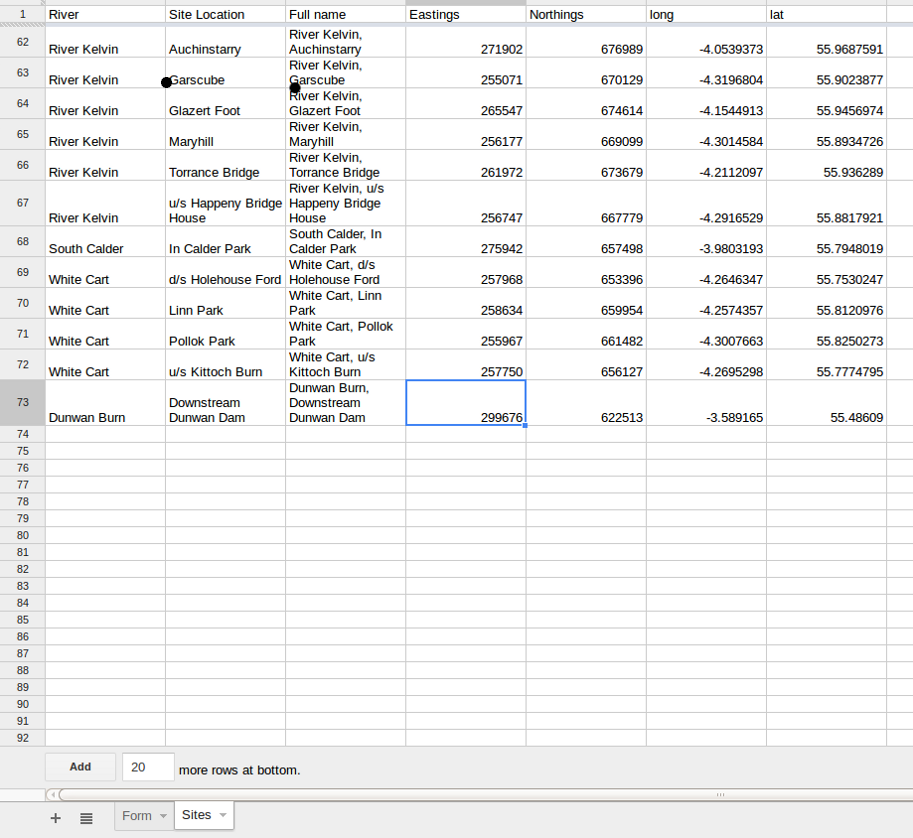 1 River Site Location Full name Eastings Northings long lat
62 River Kelvin Auchinstarry River Kelvin, Auchinstarry 271902 676989 -4.0539373 55.9687591
63 River Kelvin Garscube River Kelvin, Garscube 255071 670129 -4.3196804 55.9023877
64 River Kelvin Glazert Foot River Kelvin, Glazert Foot 265547 674614 -4.1544913 55.9456974
65 River Kelvin Maryhill River Kelvin, Maryhill 256177 669099 -4.3014584 55.8934726
66 River Kelvin Torrance Bridge River Kelvin, Torrance Bridge 261972 673679 -4.2112097 55.936289
67 River Kelvin u/s Happeny Bridge House River Kelvin, u/s Happeny Bridge House 256747 667779 -4.2916529 55.8817921
68 South Calder In Calder Park South Calder, In Calder Park 275942 657498 -3.9803193 55.7948019
69 White Cart d/s Holehouse Ford White Cart, d/s Holehouse Ford 257968 653396 -4.2646347 55.7530247
70 White Cart Linn Park White Cart, Linn Park 258634 659954 -4.2574357 55.8120976
71 White Cart Pollok Park White Cart, Pollok Park 255967 661482 -4.3007663 55.8250273
72 White Cart u/s Kittoch Burn White Cart, u/s Kittoch Burn 257750 656127 -4.2695298 55.7774795
73 Dunwan Burn Downstream Dunwan Dam Dunwan Burn, Downstream Dunwan Dam 299676 622513 -3.589165 55.48609
74
75
76
77
78
79
80
81
82
83
84
85
86
87
88
89
90
91
92
Add 20 more rows at bottom.
Form Sites